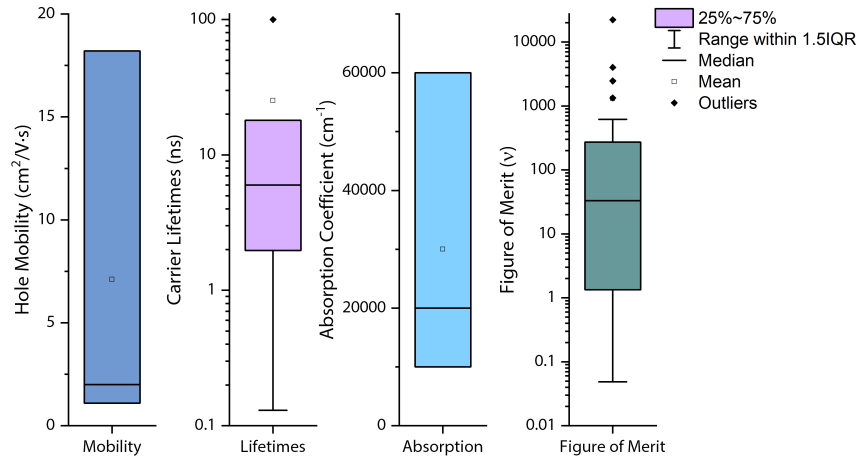 Hole Mobility (cm²/V·s)
20
15
10
5
0
Mobility
Carrier Lifetimes (ns)
100
10
1
0.1
Lifetimes
Absorption Coefficient (cm⁻¹)
60000
40000
20000
0
Absorption
Figure of Merit (ν)
10000
1000
100
10
1
0.1
0.01
Figure of Merit
25%~75%
Range within 1.5IQR
Median
Mean
Outliers